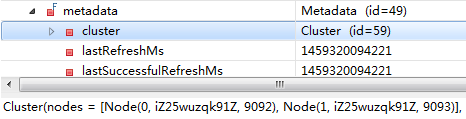 metadata Metadata (id=49)
cluster Cluster (id=59)
lastRefreshMs 1459320094221
lastSuccessfulRefreshMs 1459320094221
Cluster(nodes = [Node(0, iZ25wuzqk91Z, 9092), Node(1, iZ25wuzqk91Z, 9093)],